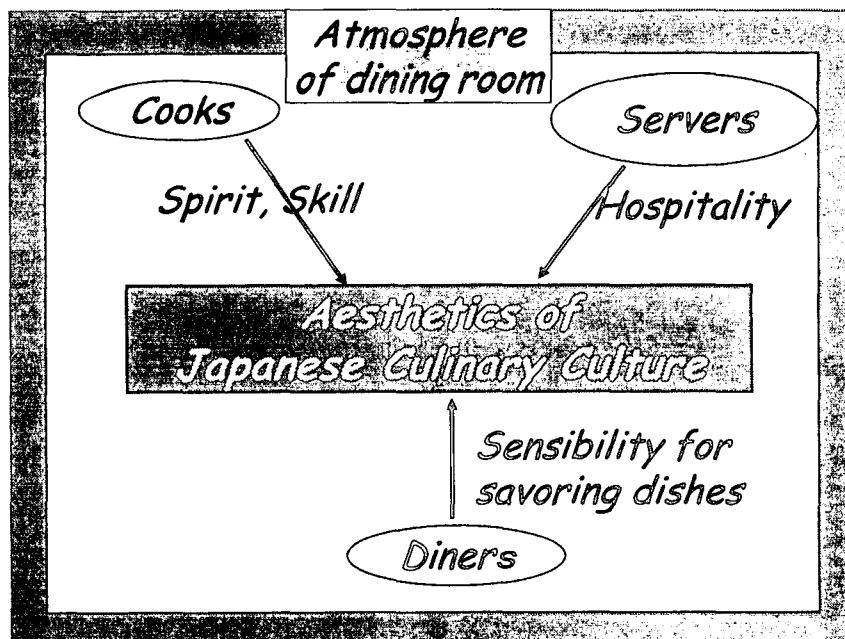 Atmosphere
of dining room
Cooks
Servers
Spirit, Skill
Hospitality
Aesthetics of
Japanese Culinary Culture
Sensibility for
savoring dishes
Diners